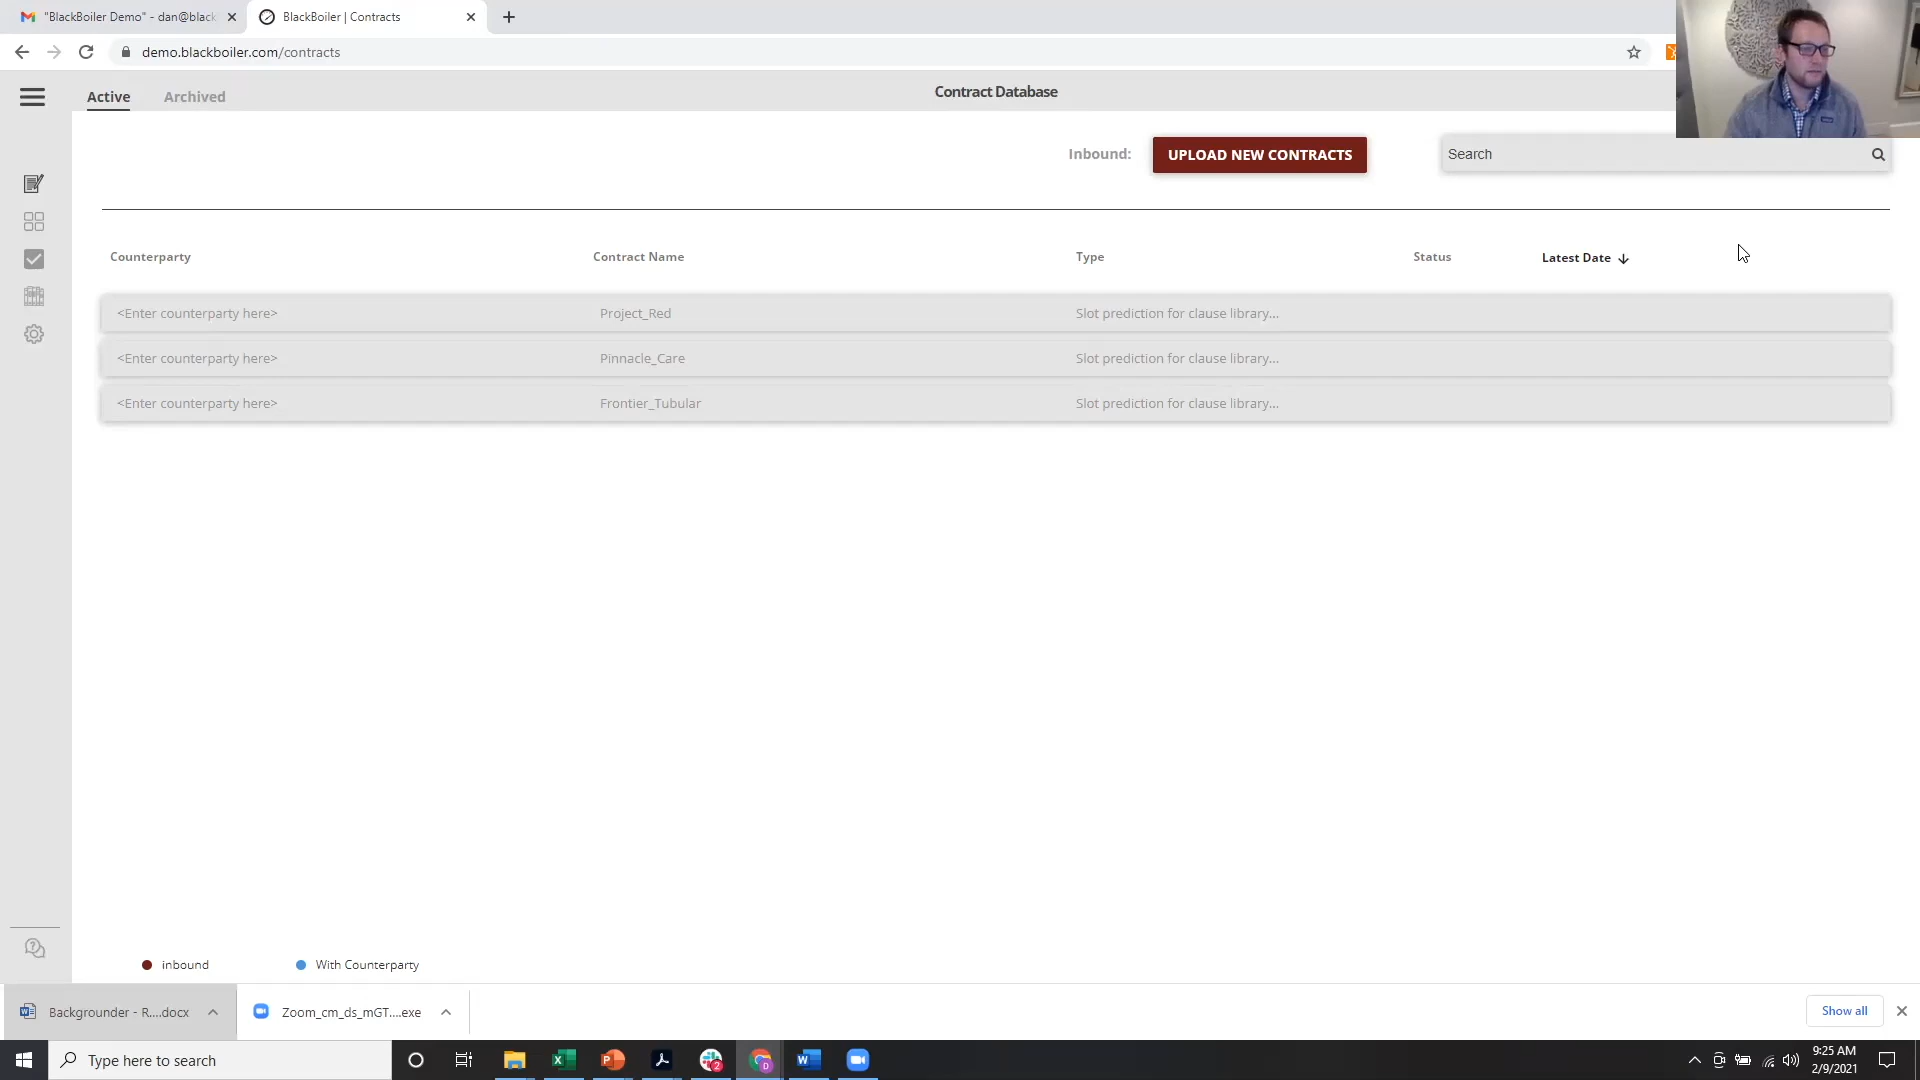 "BlackBoiler Demo" - dan@black
BlackBoiler | Contracts
demo.blackboiler.com/contracts
Active
Archived
Contract Database
Inbound:
UPLOAD NEW CONTRACTS
Search
Counterparty
Contract Name
Type
Status
Latest Date
<Enter counterparty here>
Project_Red
Slot prediction for clause library...
<Enter counterparty here>
Pinnacle_Care
Slot prediction for clause library...
<Enter counterparty here>
Frontier_Tubular
Slot prediction for clause library...
inbound
With Counterparty
Backgrounder - R....docx
Zoom_cm_ds_mGT....exe
Show all
Type here to search
2
D
9:25 AM
2/9/2021